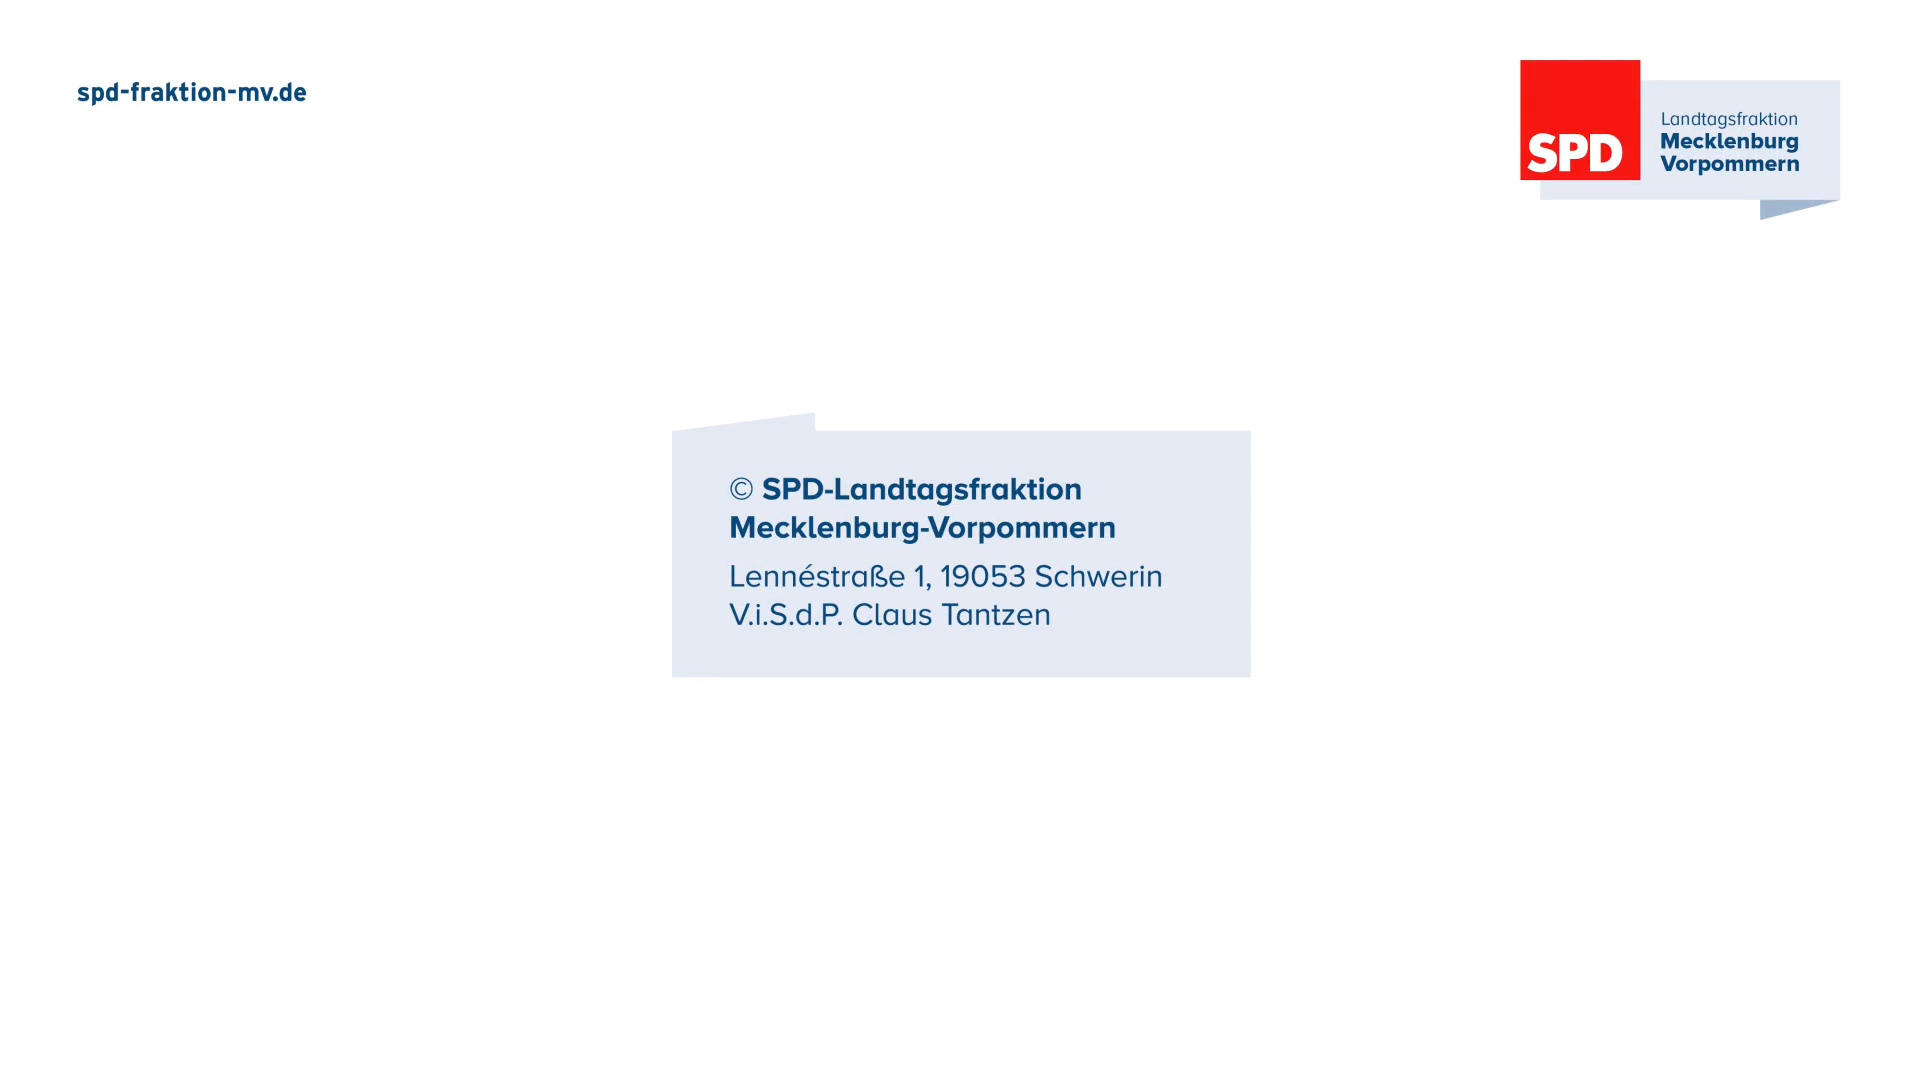 spd-fraktion-mv.de
SPD
Landtagsfraktion
Mecklenburg
Vorpommern
© SPD-Landtagsfraktion
Mecklenburg-Vorpommern
Lennéstraße 1, 19053 Schwerin
V.i.S.d.P. Claus Tantzen